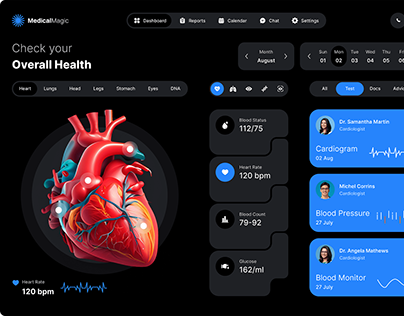 MedicalMagic
Dashboard
Reports
Calendar
Chat
Settings
Check your
Overall Health
Month
August
Sun
01
Mon
02
Tue
03
Wed
04
Thu
05
Fri
06
Heart
Lungs
Head
Legs
Stomach
Eyes
DNA
All
Test
Docs
Blood Status
112/75
Heart Rate
120 bpm
Blood Count
79-92
Glucose
162/ml
Dr. Samantha Martin
Cardiologist
Cardiogram
02 Aug
Michel Corrins
Cardiologist
Blood Pressure
27 July
Dr. Angela Mathews
Cardiologist
Blood Monitor
27 July
Heart Rate
120 bpm